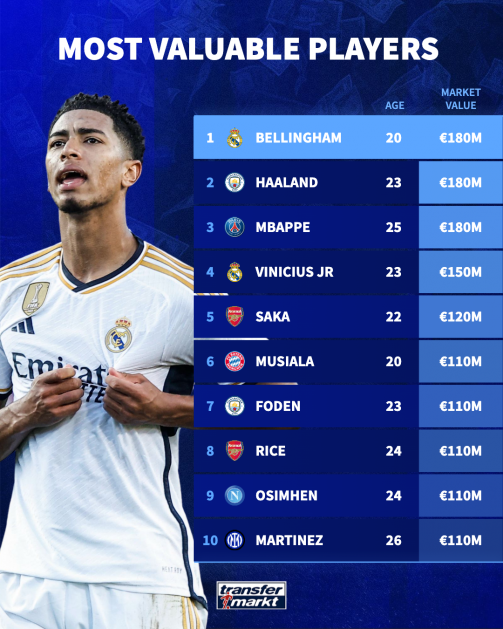 MOST VALUABLE PLAYERS
AGE MARKET VALUE
1 BELLINGHAM 20 €180M
2 HAALAND 23 €180M
3 MBAPPE 25 €180M
4 VINICIUS JR 23 €150M
5 SAKA 22 €120M
6 MUSIALA 20 €110M
7 FODEN 23 €110M
8 RICE 24 €110M
9 OSIMHEN 24 €110M
10 MARTINEZ 26 €110M
Emirat
transfer
markt